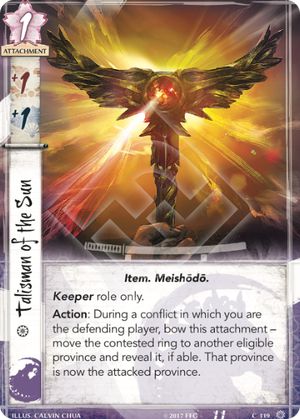 1
ATTACHMENT
+1
+1
Talisman of the Sun
Item. Meishōdō.
Keeper role only.
Action: During a conflict in which you are
the defending player, bow this attachment –
move the contested ring to another eligible
province and reveal it, if able. That province
is now the attacked province.
ILLUS. CALVIN CHUA
© 2017 FFG
11
C 119